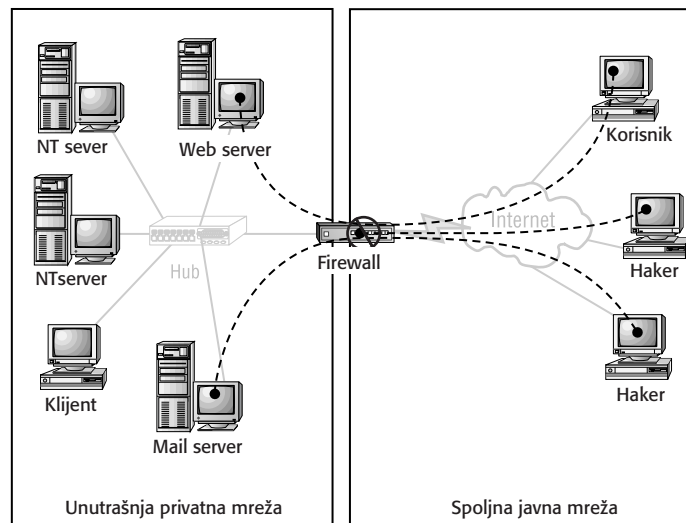 NT sever
Web server
NTserver
Hub
Klijent
Mail server
Unutrašnja privatna mreža
Firewall
Internet
Korisnik
Haker
Haker
Spoljna javna mreža